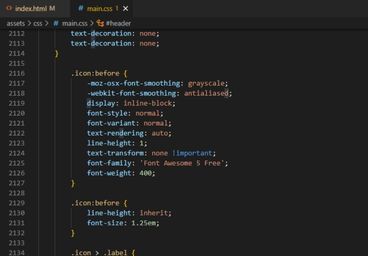 index.html M main.css 1
assets > css > # main.css > #header
2112 text-decoration: none;
2113 text-decoration: none;
2114 }
2115
2116 .icon:before {
2117 -moz-osx-font-smoothing: grayscale;
2118 -webkit-font-smoothing: antialiased;
2119 display: inline-block;
2120 font-style: normal;
2121 font-variant: normal;
2122 text-rendering: auto;
2123 line-height: 1;
2124 text-transform: none !important;
2125 font-family: 'Font Awesome 5 Free';
2126 font-weight: 400;
2127 }
2128
2129 .icon:before {
2130 line-height: inherit;
2131 font-size: 1.25em;
2132 }
2133
2134 .icon > .label {